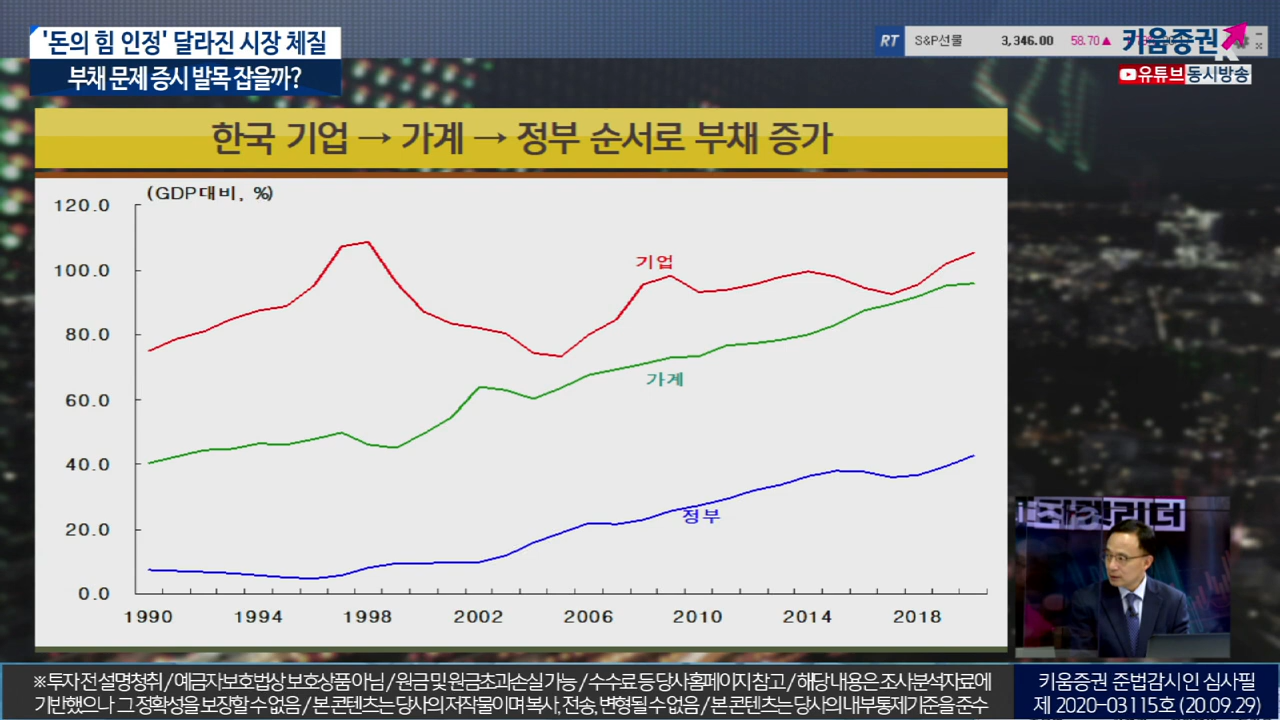 '돈의 힘 인정' 달라진 시장 체질
부채 문제 증시 발목 잡을까?
RT S&P선물 3,346.00 58.70▲
키움증권
유튜브동시방송
한국 기업 → 가계 → 정부 순서로 부채 증가
(GDP대비, %)
120.0
100.0
80.0
60.0
40.0
20.0
0.0
기업
가계
정부
1990 1994 1998 2002 2006 2010 2014 2018
※투자 전 설명청취 / 예금자보호법상 보호상품 아님 / 원금 및 원금초과손실 가능 / 수수료 등 당사홈페이지 참고 / 해당 내용은 조사분석자료에
기반했으나 그 정확성을 보장할 수 없음 / 본 콘텐츠는 당사의 저작물이며 복사, 전송, 변형될 수 없음 / 본 콘텐츠는 당사의 내부통제기준을 준수
키움증권 준법감시인 심사필
제 2020-03115호 (20.09.29)